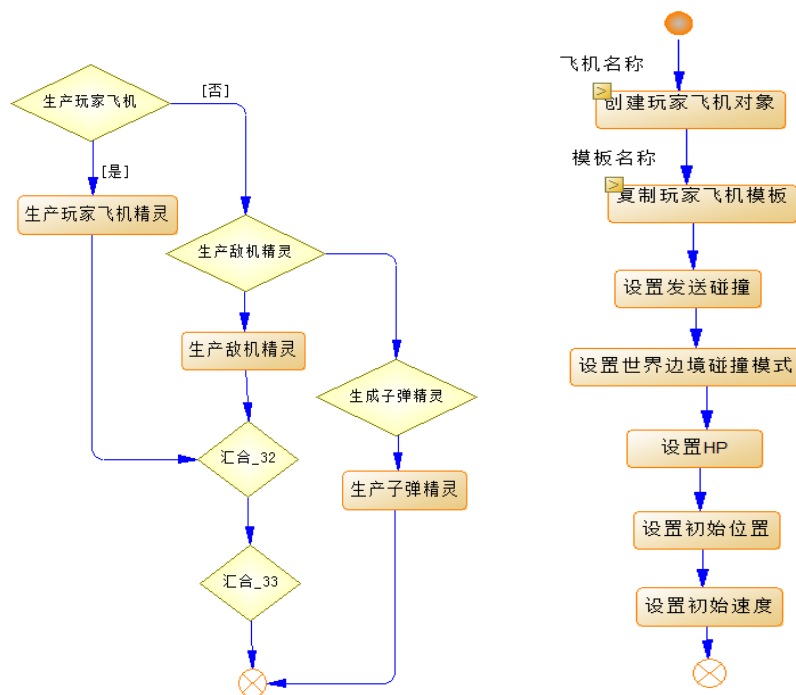 生产玩家飞机
[否]
[是]
生产玩家飞机精灵
生产敌机精灵
生产敌机精灵
生成子弹精灵
汇合_32
生产子弹精灵
汇合_33
飞机名称
>
创建玩家飞机对象
模板名称
>
复制玩家飞机模板
设置发送碰撞
设置世界边境碰撞模式
设置HP
设置初始位置
设置初始速度